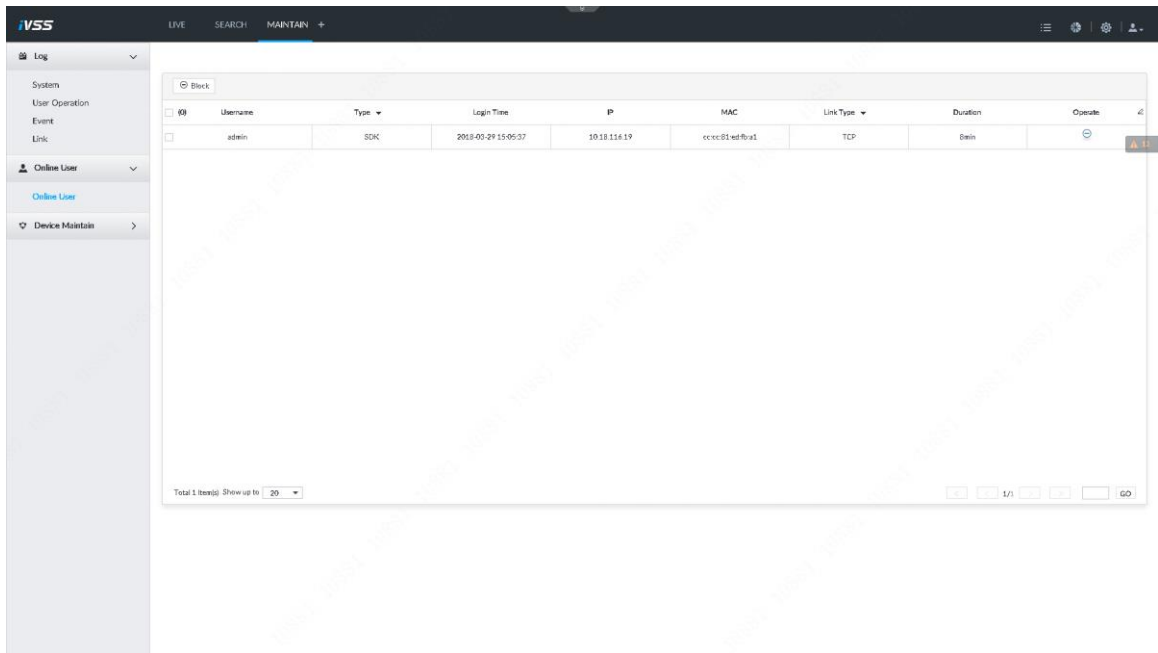 iVSS LIVE SEARCH MAINTAIN +
Log
System
User Operation
Event
Link
Online User
Online User
Device Maintain
Block
(0) Username Type Login Time IP MAC Link Type Duration Operate
admin SDK 2018-03-29 15:05:37 10.18.116.19 TCP 8min
Total 1 item(s) Show up to 20
1/1 GO